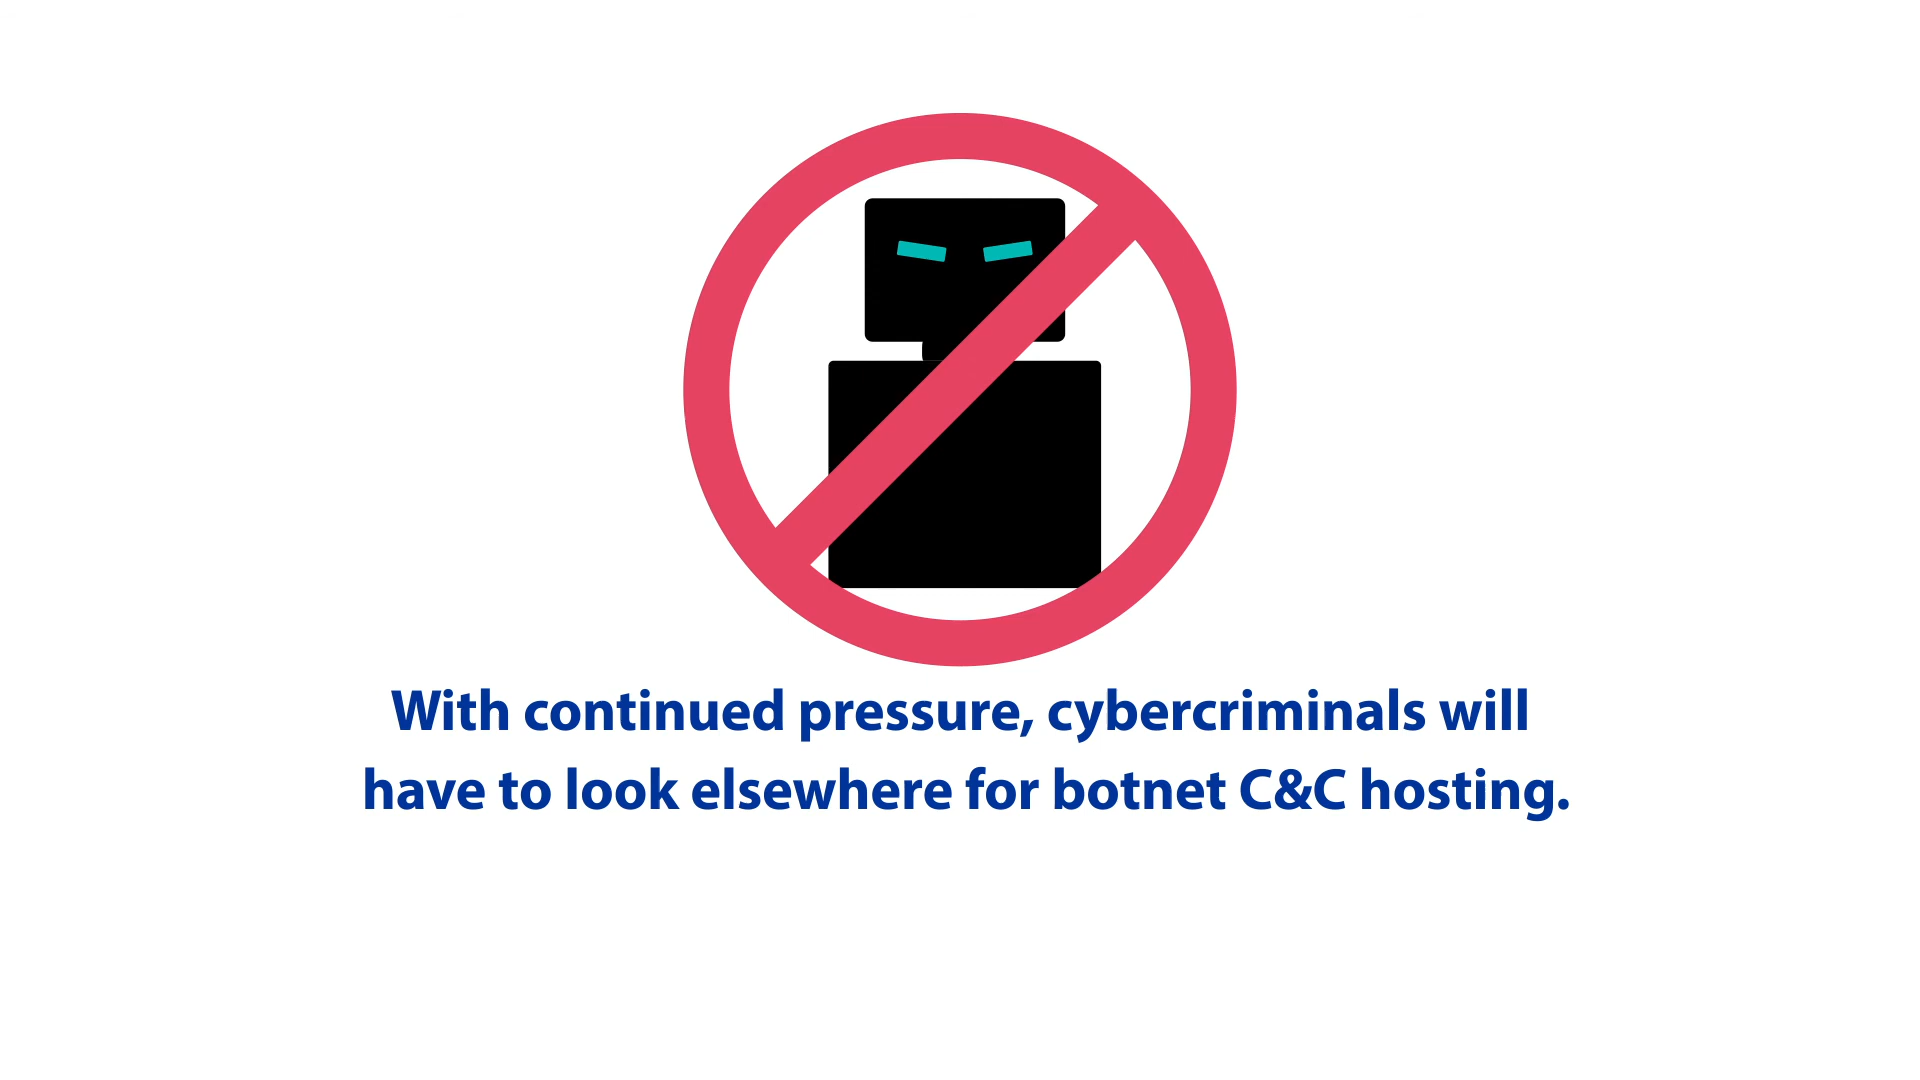 With continued pressure, cybercriminals will
have to look elsewhere for botnet C&C hosting.